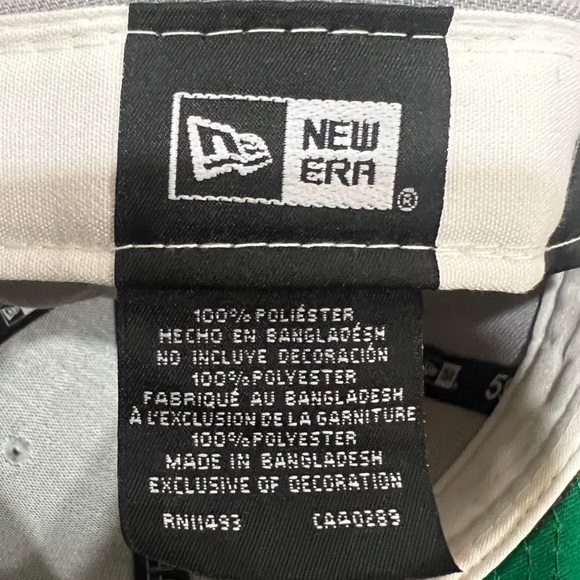 NEW
ERA
®
100% POLIÉSTER
HECHO EN BANGLADÉSH
NO INCLUYE DECORACIÓN
100% POLYESTER
FABRIQUÉ AU BANGLADESH
À L'EXCLUSION DE LA GARNITURE
100% POLYESTER
MADE IN BANGLADESH
EXCLUSIVE OF DECORATION
RN11493 CA40289
5